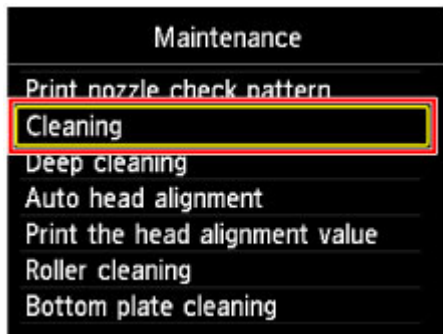 Maintenance
Print nozzle check pattern
Cleaning
Deep cleaning
Auto head alignment
Print the head alignment value
Roller cleaning
Bottom plate cleaning